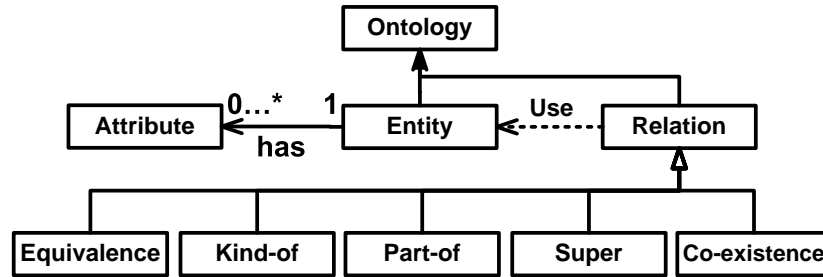 Ontology
0...* 1
Attribute
Entity
Use
Relation
has
Equivalence
Kind-of
Part-of
Super
Co-existence